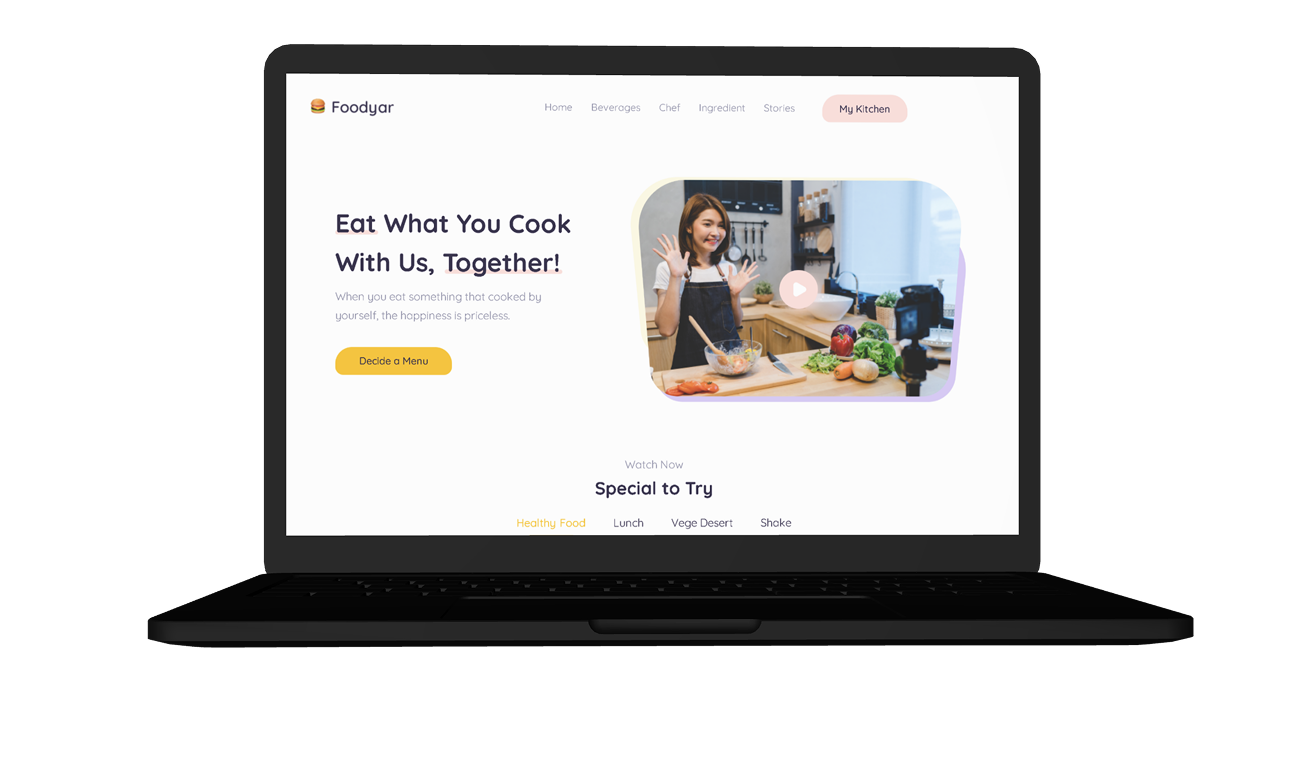 Foodyar
Home Beverages Chef Ingredient Stories My Kitchen
Eat What You Cook
With Us, Together!
When you eat something that cooked by
yourself, the happiness is priceless.
Decide a Menu
Watch Now
Special to Try
Healthy Food Lunch Vege Desert Shake